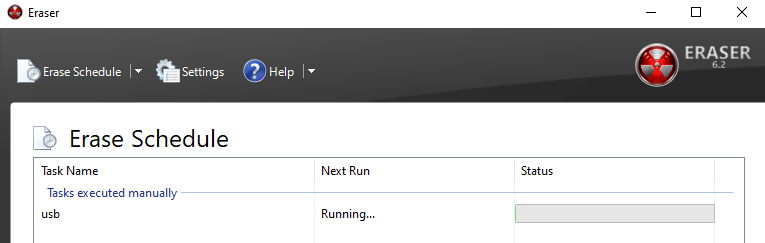 Eraser
Erase Schedule Settings Help
ERASER
6.2
Erase Schedule
Task Name Next Run Status
Tasks executed manually
usb Running...